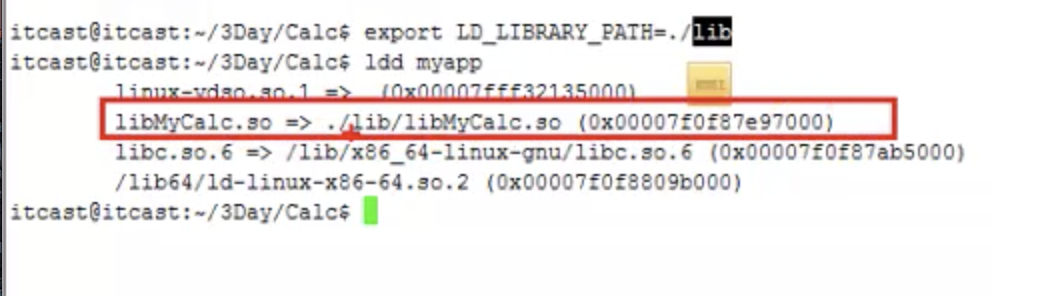 itcast@itcast:~/3Day/Calc$ export LD_LIBRARY_PATH=./lib
itcast@itcast:~/3Day/Calc$ ldd myapp
linux-vdso.so.1 =>  (0x00007fff32135000)
libMyCalc.so => ./lib/libMyCalc.so (0x00007f0f87e97000)
libc.so.6 => /lib/x86_64-linux-gnu/libc.so.6 (0x00007f0f87ab5000)
/lib64/ld-linux-x86-64.so.2 (0x00007f0f8809b000)
itcast@itcast:~/3Day/Calc$